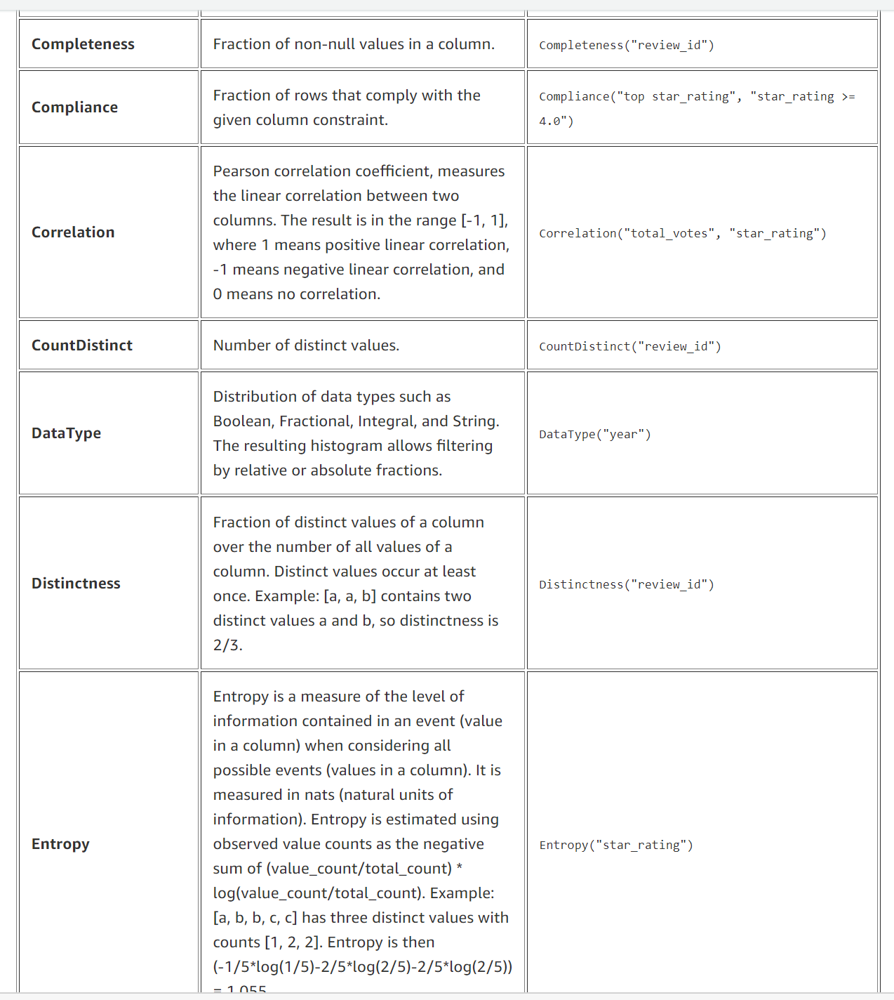 Completeness
Fraction of non-null values in a column.
Completeness("review_id")
Compliance
Fraction of rows that comply with the
given column constraint.
Compliance("top star_rating", "star_rating >=
4.0")
Correlation
Pearson correlation coefficient, measures
the linear correlation between two
columns. The result is in the range [-1, 1],
where 1 means positive linear correlation,
-1 means negative linear correlation, and
0 means no correlation.
Correlation("total_votes", "star_rating")
CountDistinct
Number of distinct values.
CountDistinct("review_id")
DataType
Distribution of data types such as
Boolean, Fractional, Integral, and String.
The resulting histogram allows filtering
by relative or absolute fractions.
DataType("year")
Distinctness
Fraction of distinct values of a column
over the number of all values of a
column. Distinct values occur at least
once. Example: [a, a, b] contains two
distinct values a and b, so distinctness is
2/3.
Distinctness("review_id")
Entropy
Entropy is a measure of the level of
information contained in an event (value
in a column) when considering all
possible events (values in a column). It is
measured in nats (natural units of
information). Entropy is estimated using
observed value counts as the negative
sum of (value_count/total_count) *
log(value_count/total_count). Example:
[a, b, b, c, c] has three distinct values with
counts [1, 2, 2]. Entropy is then
(-1/5*log(1/5)-2/5*log(2/5)-2/5*log(2/5))
= 1.055
Entropy("star_rating")